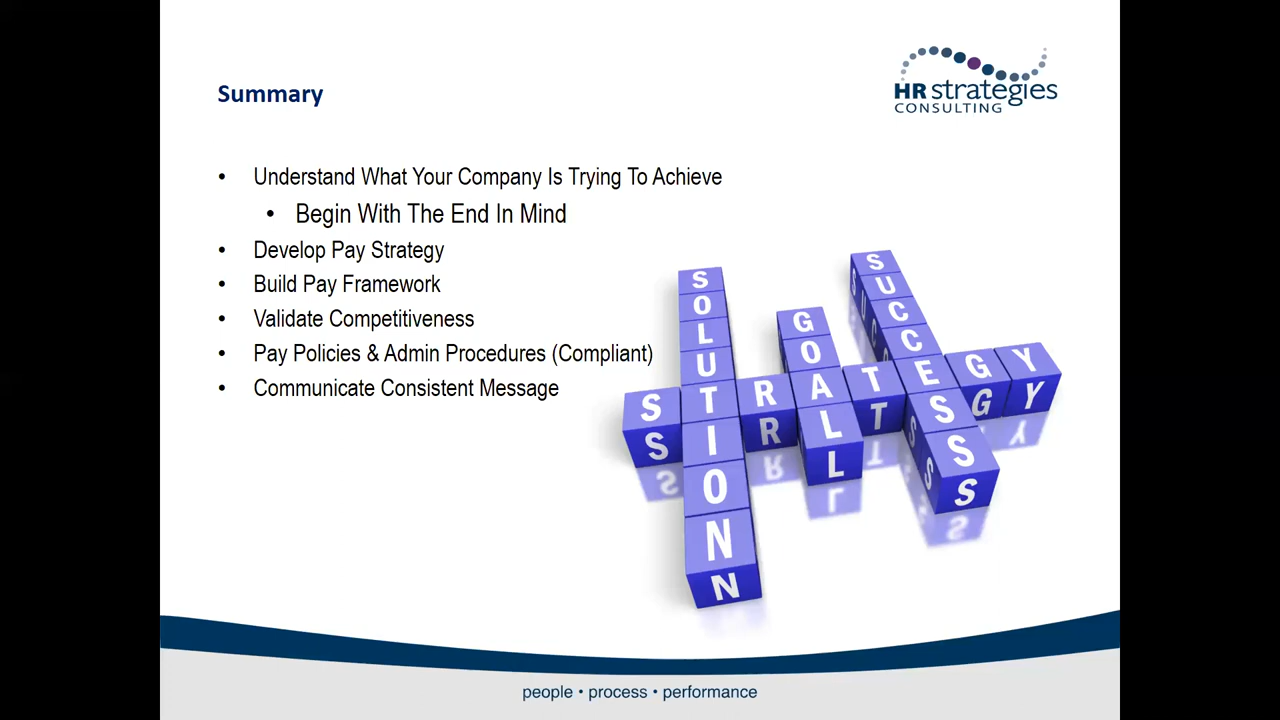 Summary
HR strategies
CONSULTING
• Understand What Your Company Is Trying To Achieve
• Begin With The End In Mind
• Develop Pay Strategy
• Build Pay Framework
• Validate Competitiveness
• Pay Policies & Admin Procedures (Compliant)
• Communicate Consistent Message
SOLUTION
GOAL
SUCCESS
STRATEGY
people • process • performance